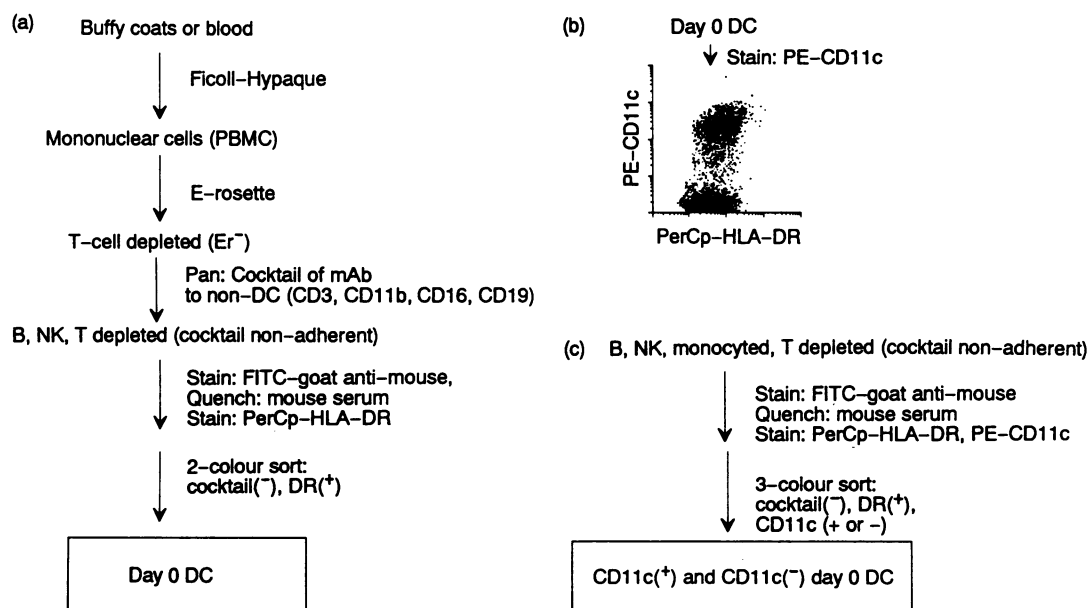 (a)
Buffy coats or blood
Ficoll–Hypaque
Mononuclear cells (PBMC)
E–rosette
T–cell depleted (Er⁻)
Pan: Cocktail of mAb
to non–DC (CD3, CD11b, CD16, CD19)
B, NK, T depleted (cocktail non–adherent)
Stain: FITC–goat anti–mouse,
Quench: mouse serum
Stain: PerCp–HLA–DR
2–colour sort:
cocktail(⁻), DR(⁺)
Day 0 DC
(b)
Day 0 DC
Stain: PE–CD11c
PE–CD11c
PerCp–HLA–DR
(c)
B, NK, monocyted, T depleted (cocktail non–adherent)
Stain: FITC–goat anti–mouse
Quench: mouse serum
Stain: PerCp–HLA–DR, PE–CD11c
3–colour sort:
cocktail(⁻), DR(⁺),
CD11c (+ or –)
CD11c(⁺) and CD11c(⁻) day 0 DC